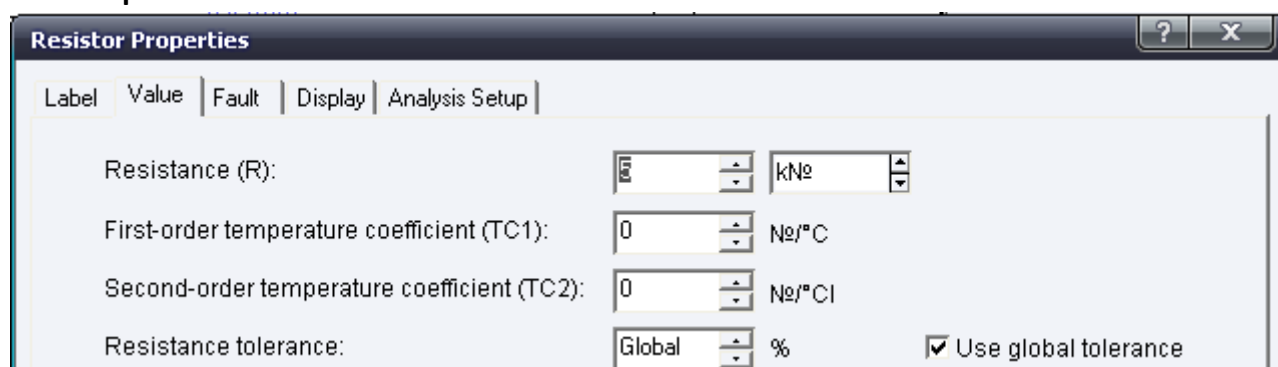 Resistor Properties ? X
Label Value Fault Display Analysis Setup
Resistance (R): k№
First-order temperature coefficient (TC1): 0 №/°C
Second-order temperature coefficient (TC2): 0 №/°CI
Resistance tolerance: Global % Use global tolerance